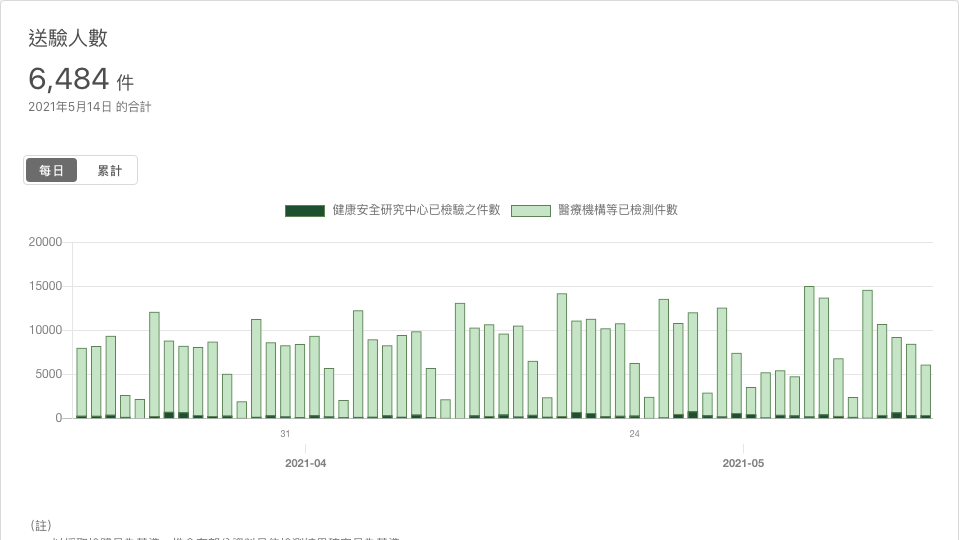 送驗人數
6,484 件
2021年5月14日 的合計
每日 累計
健康安全研究中心已檢驗之件數 醫療機構等已檢測件數
20000
15000
10000
5000
0
31 24
2021-04 2021-05
(註)